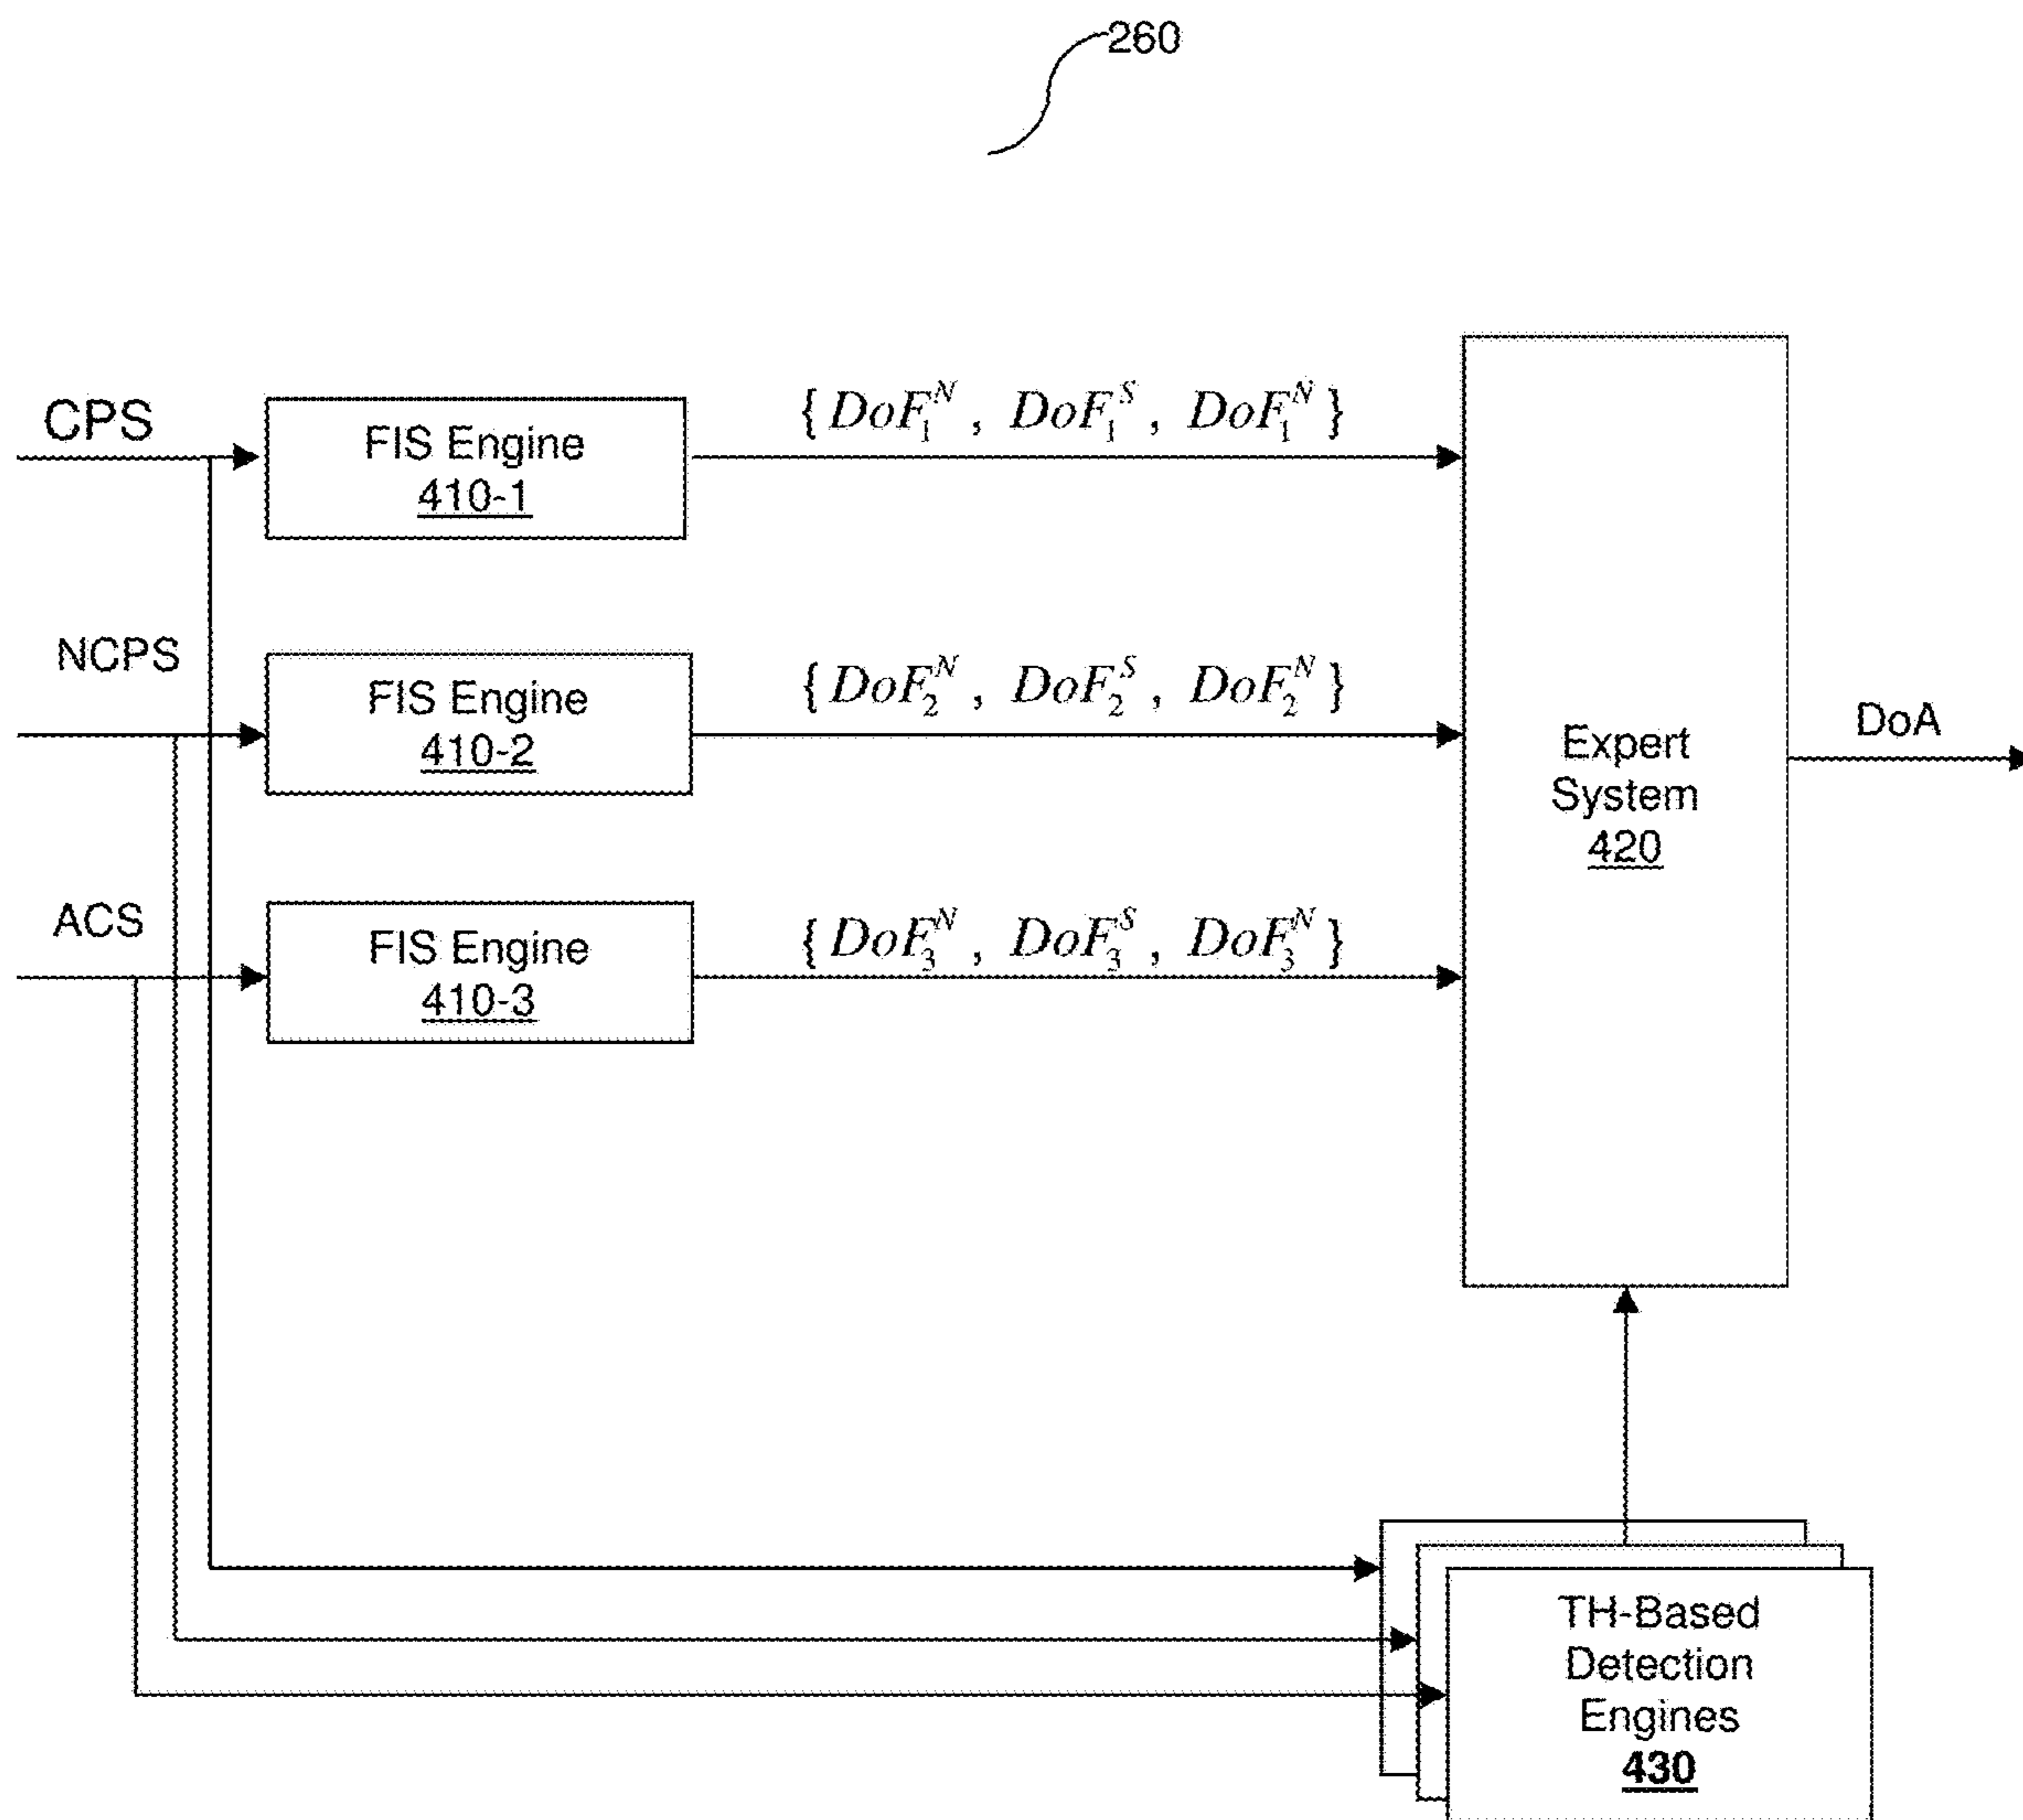 260
CPS
FIS Engine
410-1
{DoF₁ᴺ, DoF₁ˢ, DoF₁ᴺ}
NCPS
FIS Engine
410-2
{DoF₂ᴺ, DoF₂ˢ, DoF₂ᴺ}
ACS
FIS Engine
410-3
{DoF₃ᴺ, DoF₃ˢ, DoF₃ᴺ}
Expert
System
420
DoA
TH-Based
Detection
Engines
430